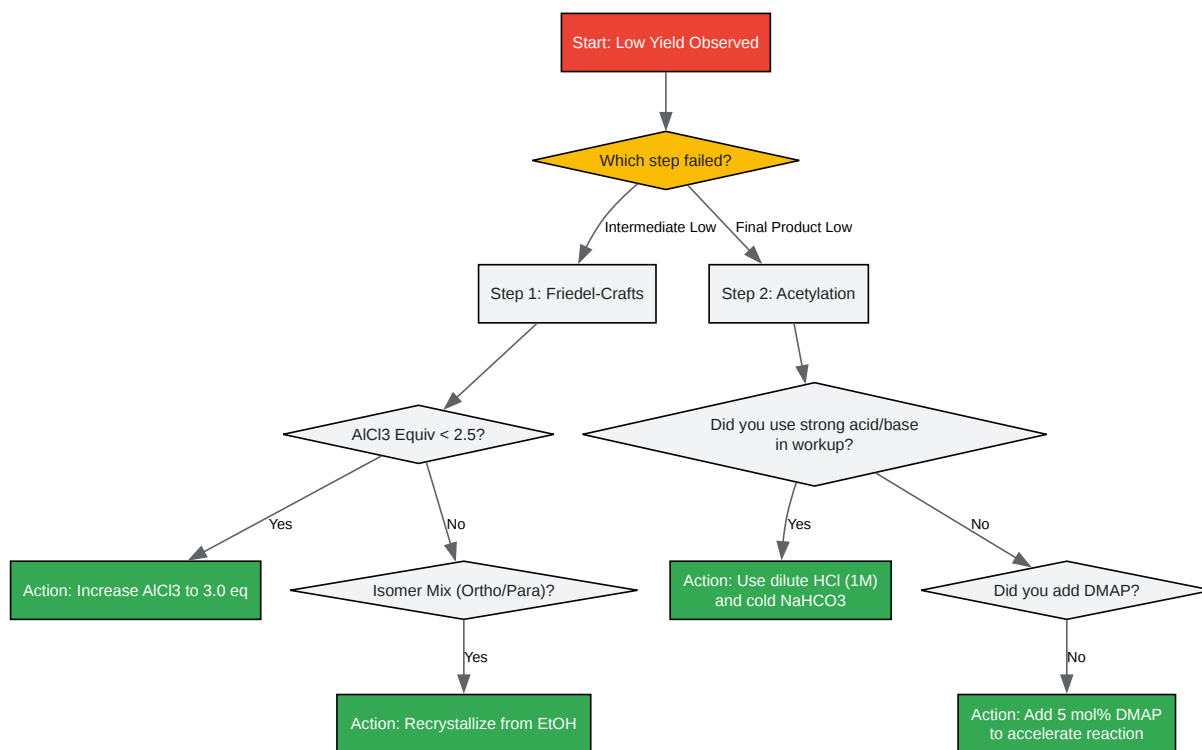 Start: Low Yield Observed
Which step failed?
Intermediate Low
Final Product Low
Step 1: Friedel-Crafts
Step 2: Acetylation
AlCl3 Equiv < 2.5?
Did you use strong acid/base
in workup?
Yes
No
Yes
No
Action: Increase AlCl3 to 3.0 eq
Isomer Mix (Ortho/Para)?
Action: Use dilute HCl (1M)
and cold NaHCO3
Did you add DMAP?
Yes
No
Action: Recrystallize from EtOH
Action: Add 5 mol% DMAP
to accelerate reaction